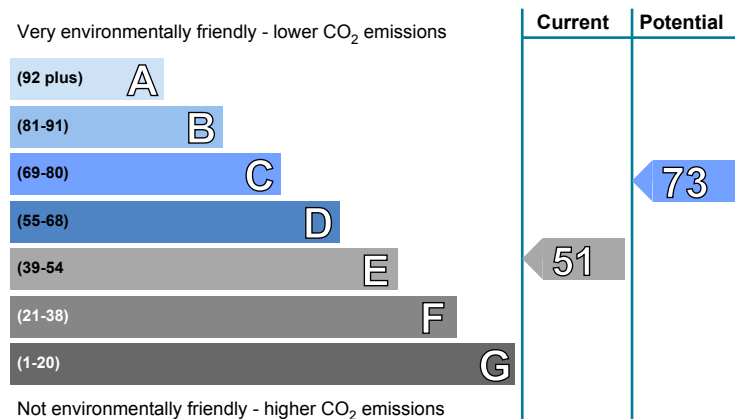 Very environmentally friendly - lower CO2 emissions
Current
Potential
(92 plus) A
(81-91) B
(69-80) C
73
(55-68) D
(39-54 E
51
(21-38) F
(1-20) G
Not environmentally friendly - higher CO2 emissions